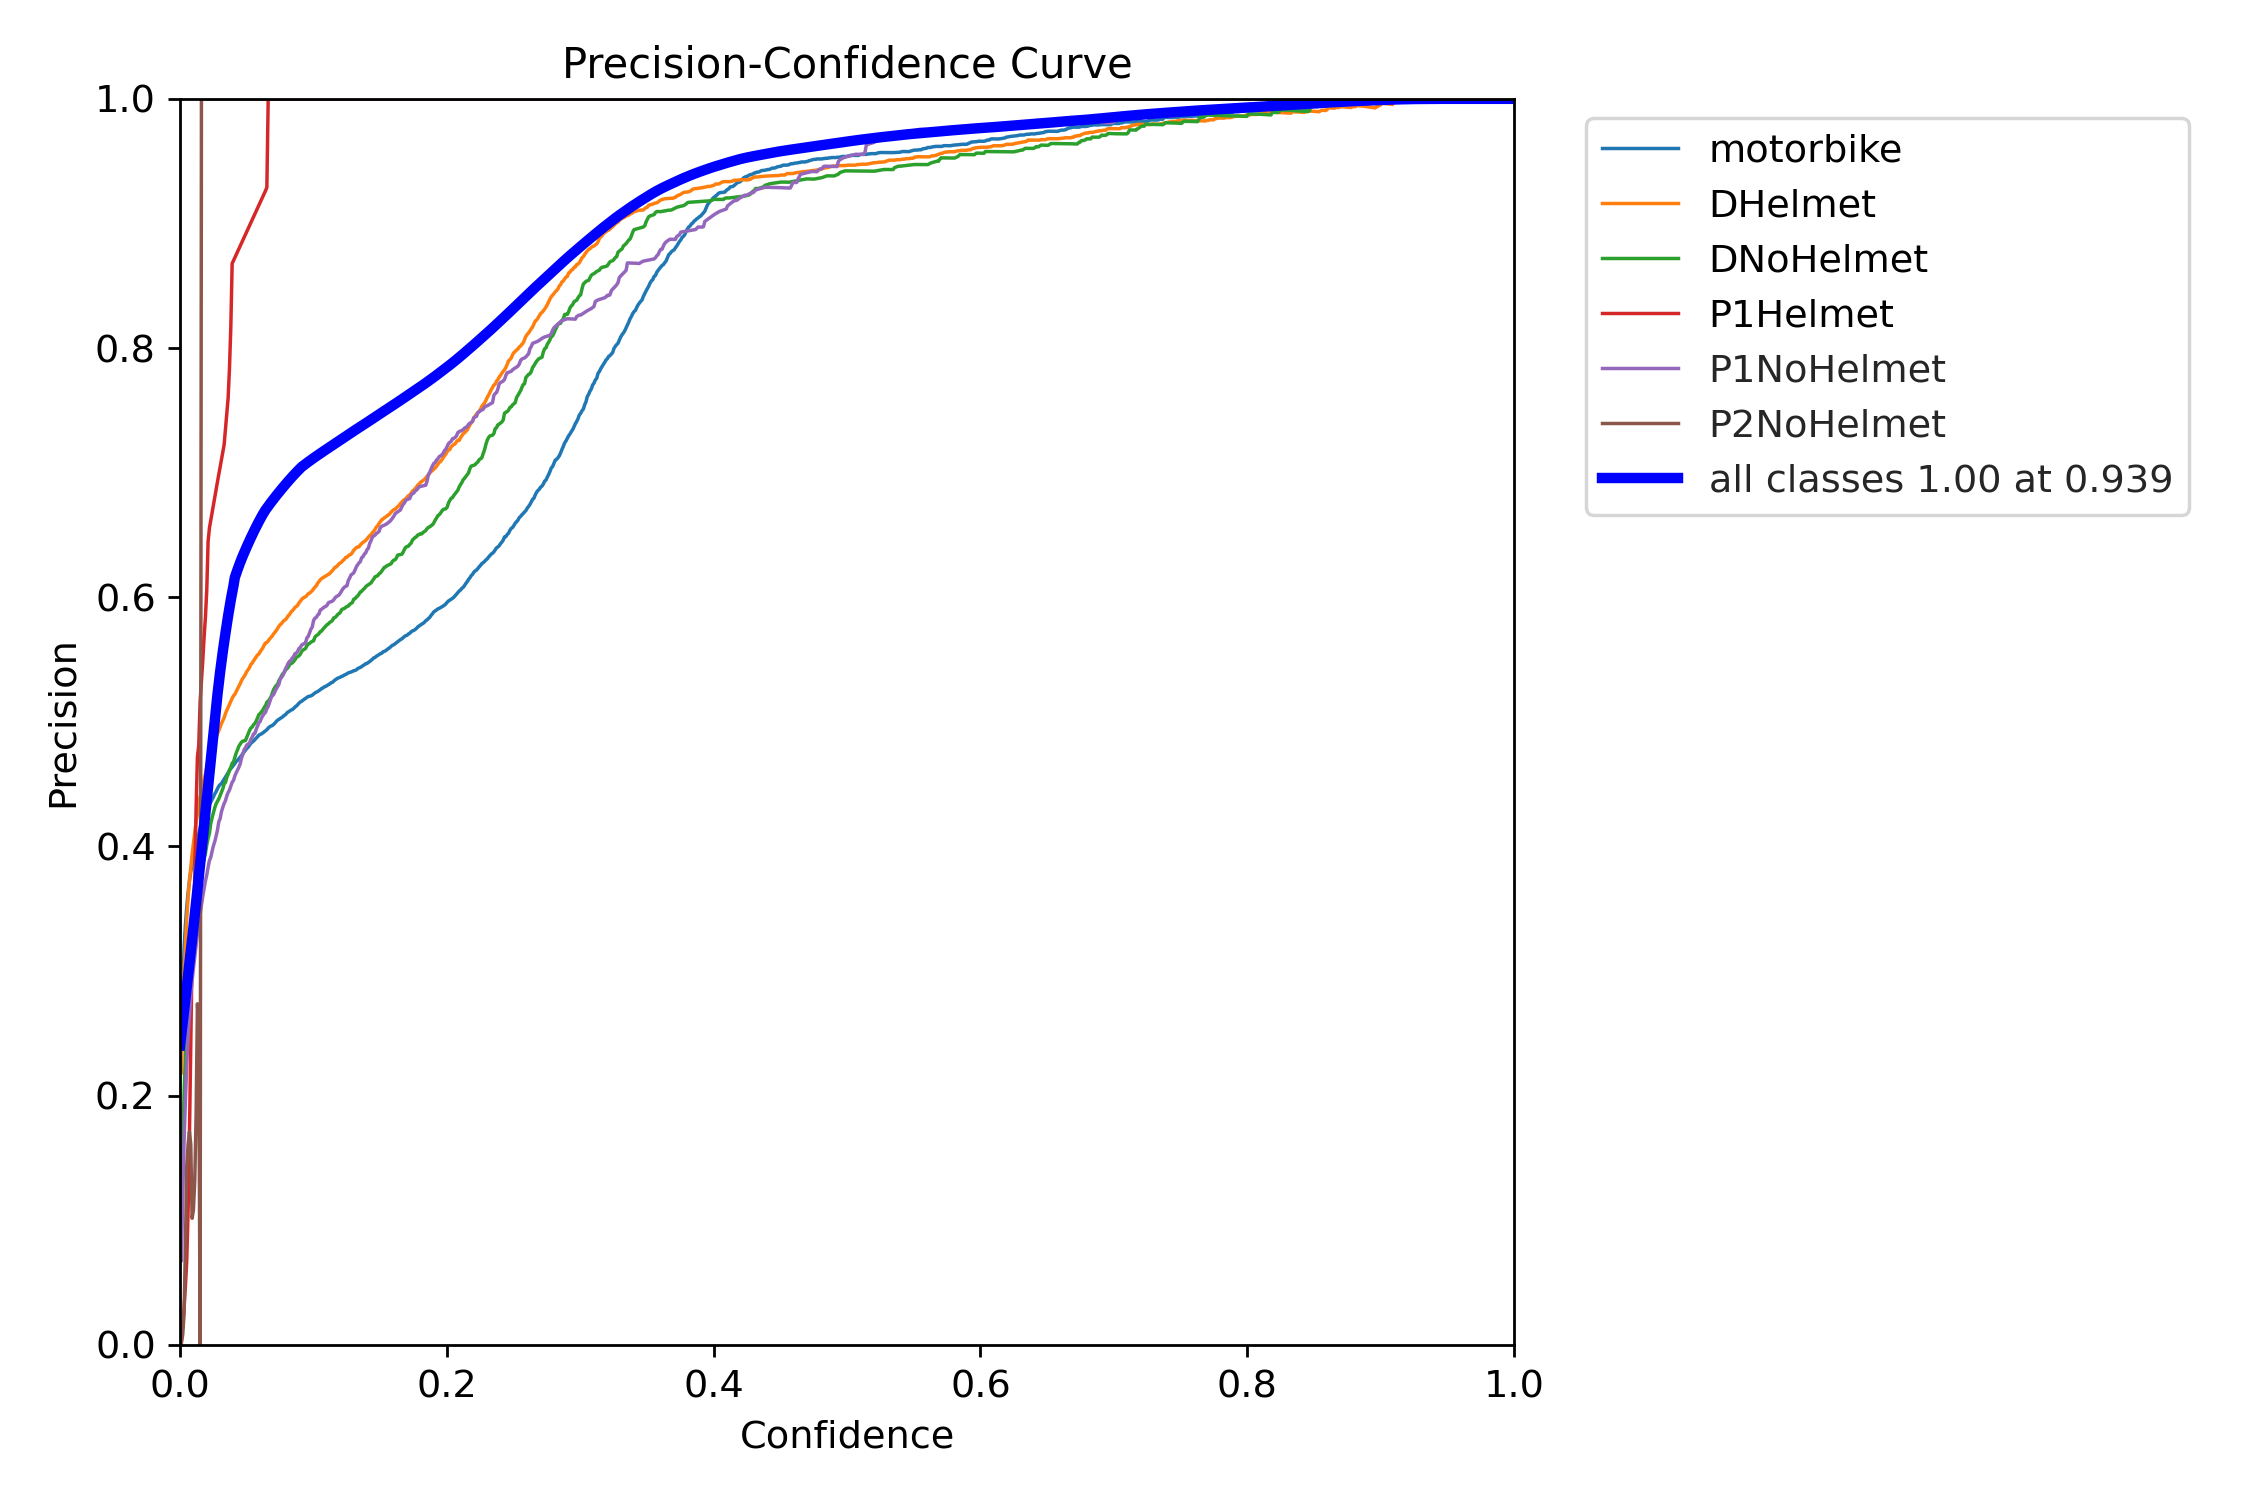 Precision-Confidence Curve
1.0
0.8
0.6
0.4
0.2
0.0
Precision
0.0 0.2 0.4 0.6 0.8 1.0
Confidence
motorbike
DHelmet
DNoHelmet
P1Helmet
P1NoHelmet
P2NoHelmet
all classes 1.00 at 0.939